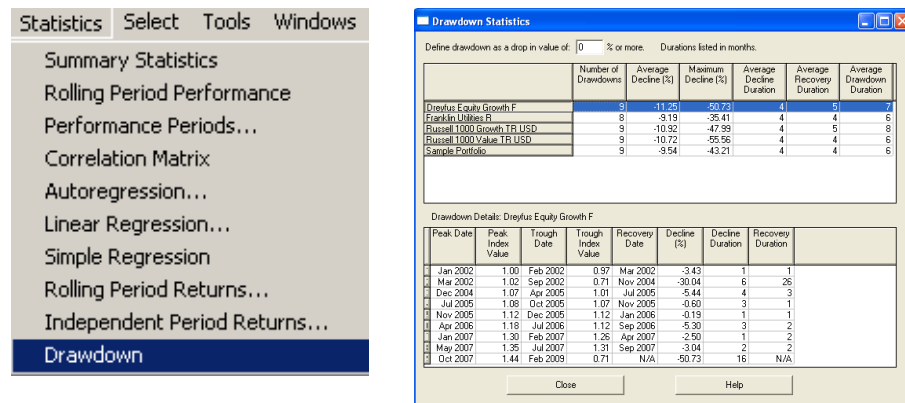 Statistics Select Tools Windows
Summary Statistics
Rolling Period Performance
Performance Periods...
Correlation Matrix
Autoregression...
Linear Regression...
Simple Regression
Rolling Period Returns...
Independent Period Returns...
Drawdown
Drawdown Statistics
Define drawdown as a drop in value of: 0 % or more. Durations listed in months.
Number of Drawdowns Average Decline (%) Maximum Decline (%) Average Decline Duration Average Recovery Duration Average Drawdown Duration
Dreyfus Equity Growth F 9 -11.25 -50.73 4 5 7
Franklin Utilities R 8 -9.19 -35.41 4 4 6
Russell 1000 Growth TR USD 9 -10.92 -47.99 4 5 8
Russell 1000 Value TR USD 9 -10.72 -55.56 4 4 6
Sample Portfolio 9 -9.54 -43.21 4 4 6
Drawdown Details: Dreyfus Equity Growth F
Peak Date Peak Index Value Trough Date Trough Index Value Recovery Date Decline (%) Decline Duration Recovery Duration
Jan 2002 1.00 Feb 2002 0.97 Mar 2002 -3.43 1 1
Mar 2002 1.02 Sep 2002 0.71 Nov 2004 -30.04 6 26
Dec 2004 1.07 Apr 2005 1.01 Jul 2005 -5.44 4 3
Jul 2005 1.08 Oct 2005 1.07 Nov 2005 -0.60 3 1
Nov 2005 1.12 Dec 2005 1.12 Jan 2006 -0.19 1 1
Apr 2006 1.18 Jul 2006 1.12 Sep 2006 -5.30 3 2
Jan 2007 1.30 Feb 2007 1.26 Apr 2007 -2.50 1 2
May 2007 1.35 Jul 2007 1.31 Sep 2007 -3.04 2 2
Oct 2007 1.44 Feb 2009 0.71 N/A -50.73 16 N/A
Close Help